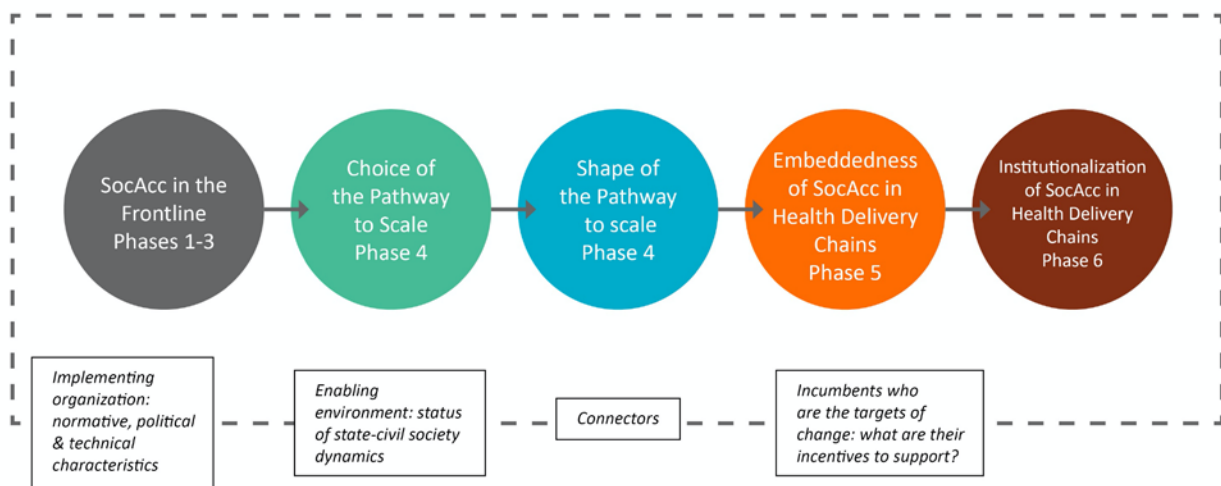 SocAcc in the
Frontline
Phases 1-3
Choice of
the Pathway
to Scale
Phase 4
Shape of
the Pathway
to scale
Phase 4
Embeddedness
of SocAcc in
Health Delivery
Chains
Phase 5
Institutionalization
of SocAcc in
Health Delivery
Chains
Phase 6
Implementing
organization:
normative, political
& technical
characteristics
Enabling
environment: status
of state-civil society
dynamics
Connectors
Incumbents who
are the targets of
change: what are their
incentives to support?